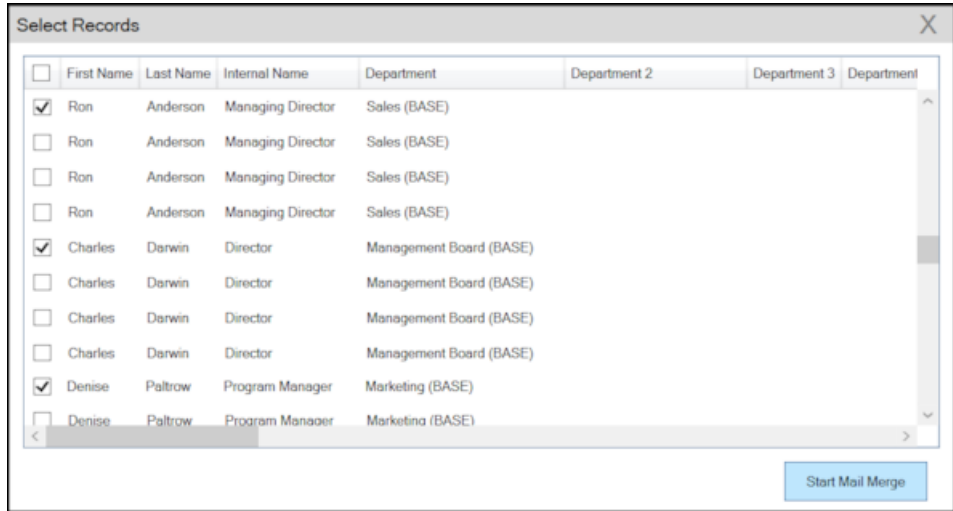 Select Records X
First Name Last Name Internal Name Department Department 2 Department 3 Department
Ron Anderson Managing Director Sales (BASE)
Ron Anderson Managing Director Sales (BASE)
Ron Anderson Managing Director Sales (BASE)
Ron Anderson Managing Director Sales (BASE)
Charles Darwin Director Management Board (BASE)
Charles Darwin Director Management Board (BASE)
Charles Darwin Director Management Board (BASE)
Charles Darwin Director Management Board (BASE)
Denise Paltrow Program Manager Marketing (BASE)
Denise Paltrow Program Manager Marketing (BASE)
Start Mail Merge